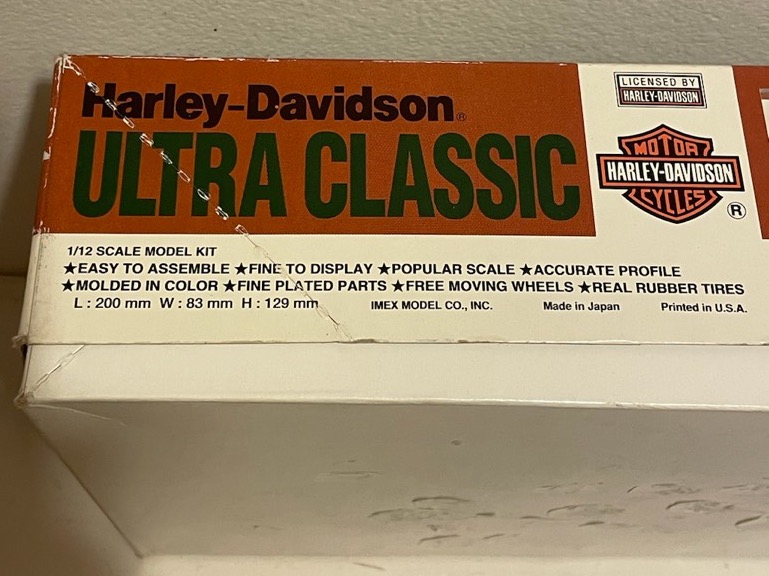 Harley-Davidson®
ULTRA CLASSIC
LICENSED BY
HARLEY-DAVIDSON
MOTOR
HARLEY-DAVIDSON
CYCLES
®
1/12 SCALE MODEL KIT
★EASY TO ASSEMBLE ★FINE TO DISPLAY ★POPULAR SCALE ★ACCURATE PROFILE
★MOLDED IN COLOR ★FINE PLATED PARTS ★FREE MOVING WHEELS ★REAL RUBBER TIRES
L : 200 mm W : 83 mm H : 129 mm IMEX MODEL CO., INC. Made in Japan Printed in U.S.A.